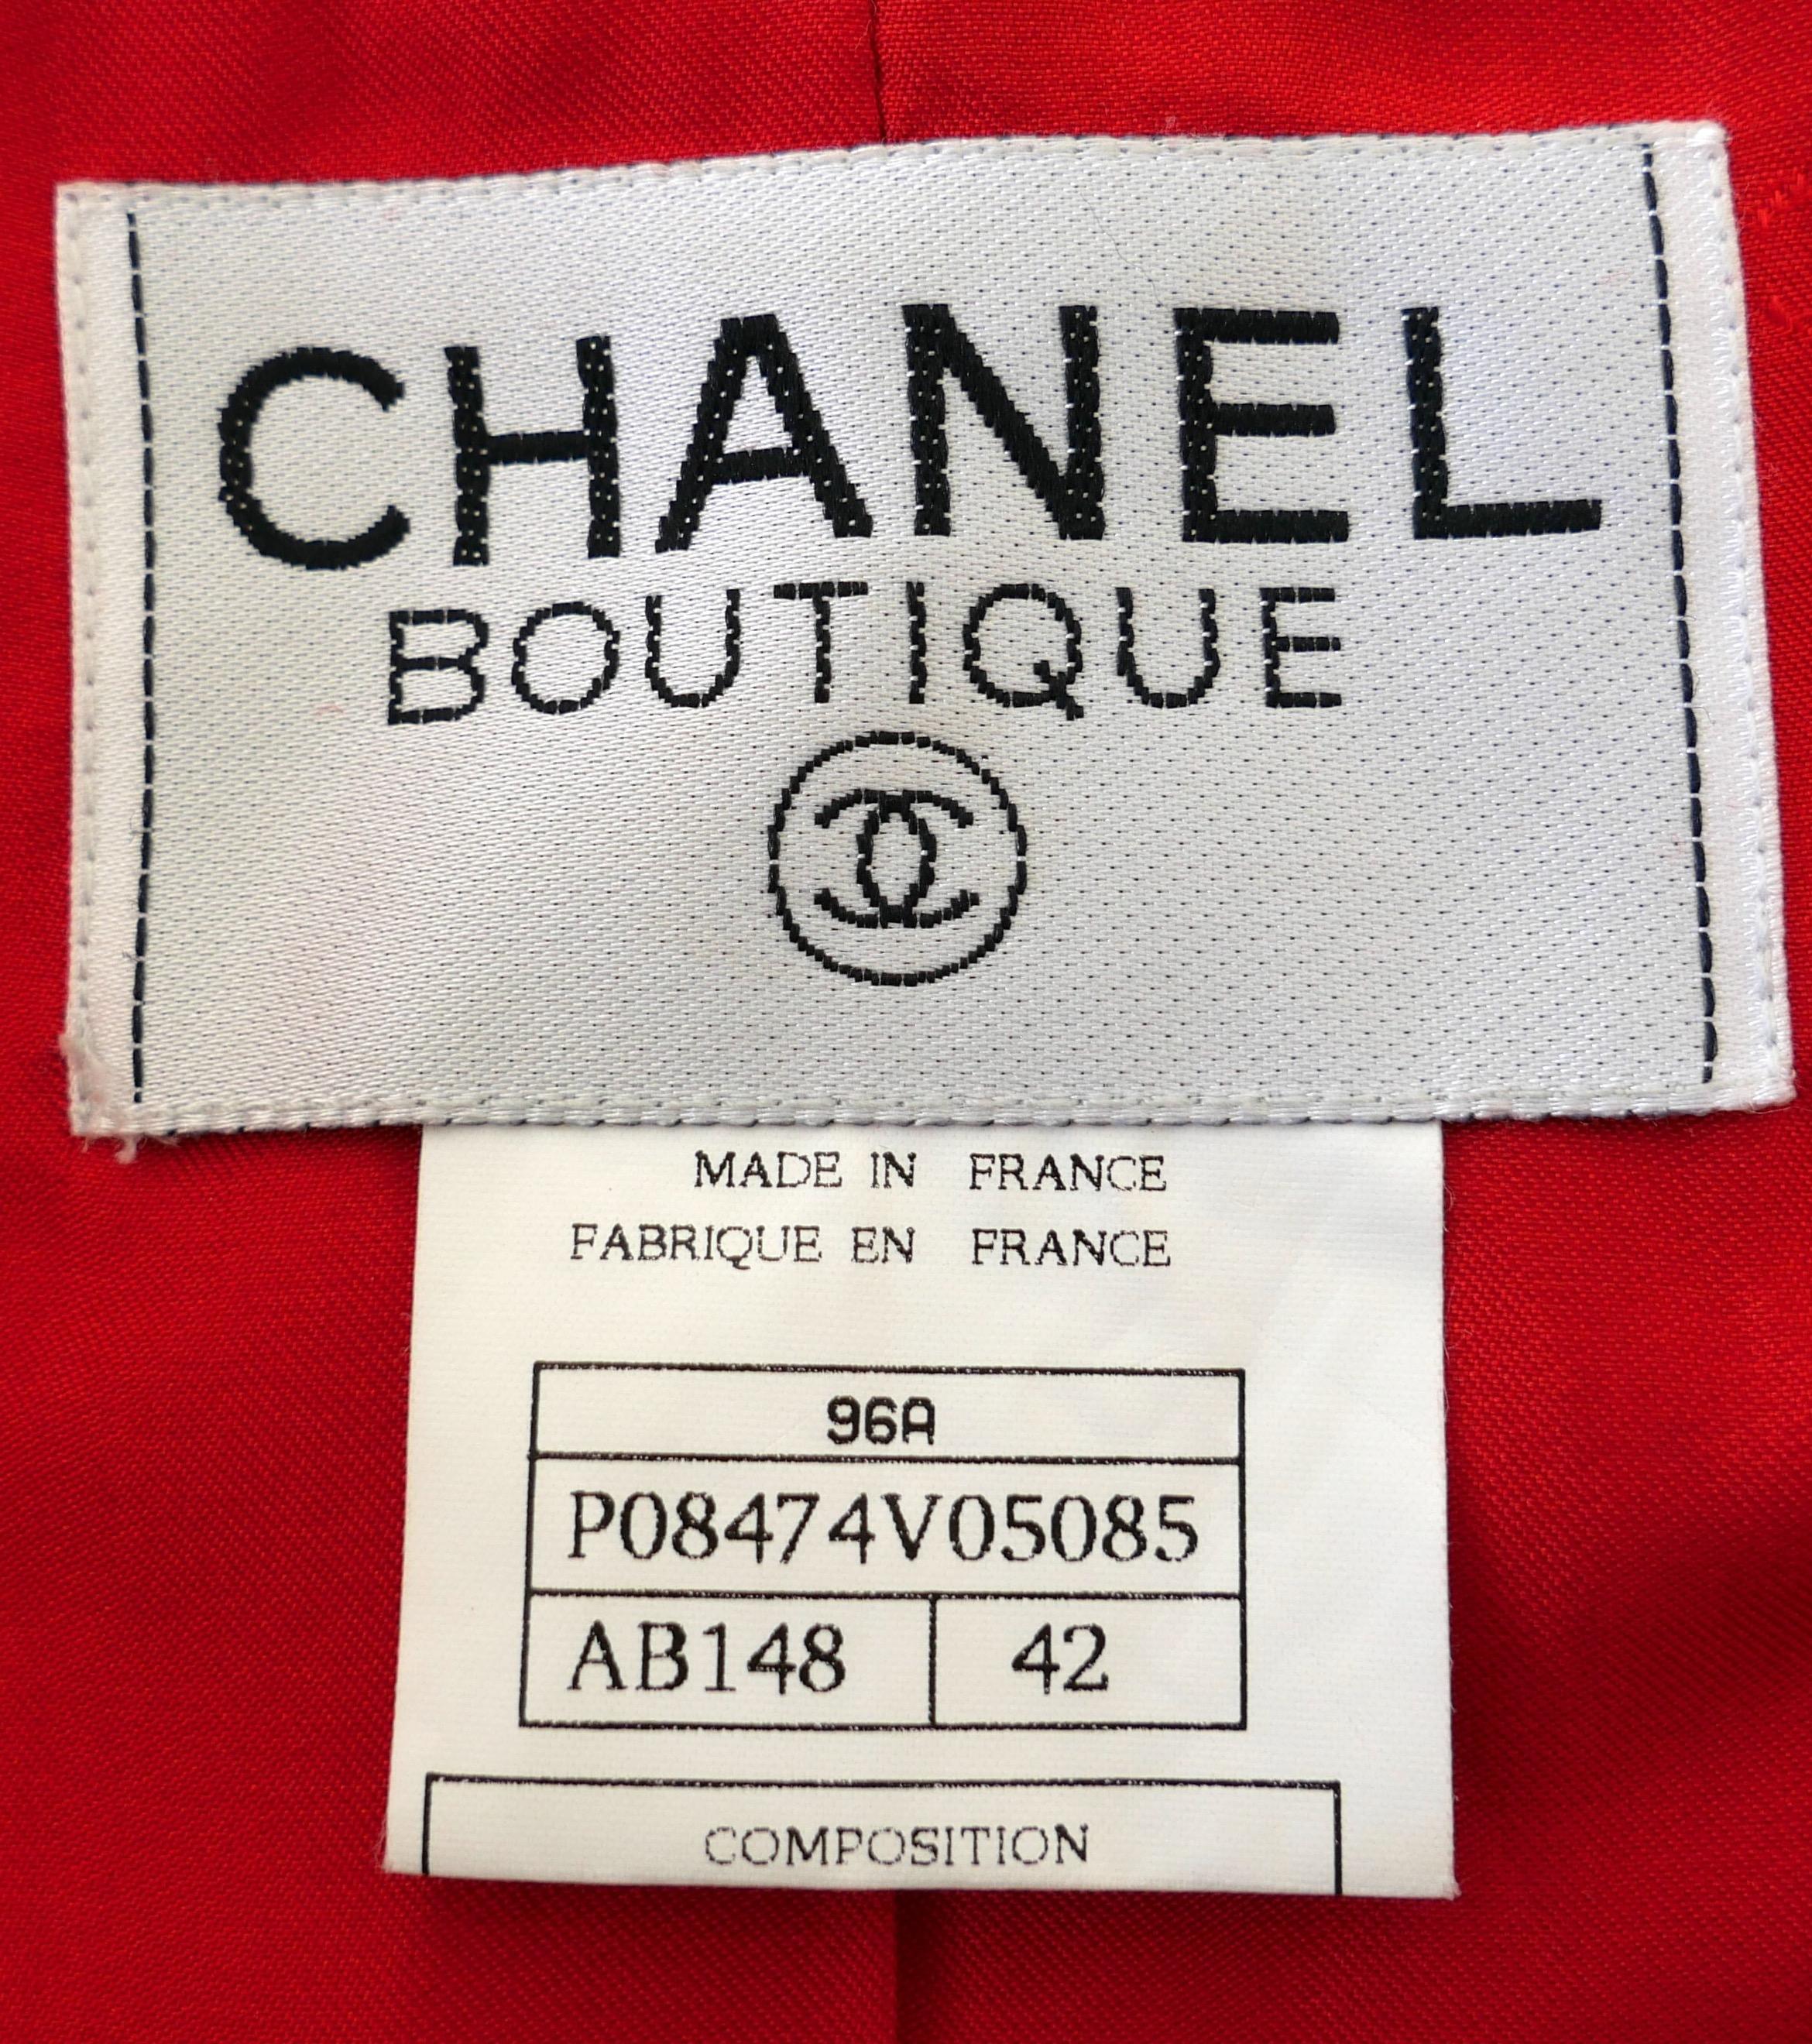 CHANEL
BOUTIQUE
MADE IN FRANCE
FABRIQUE EN FRANCE
96A
P08474V05085
AB148 42
COMPOSITION